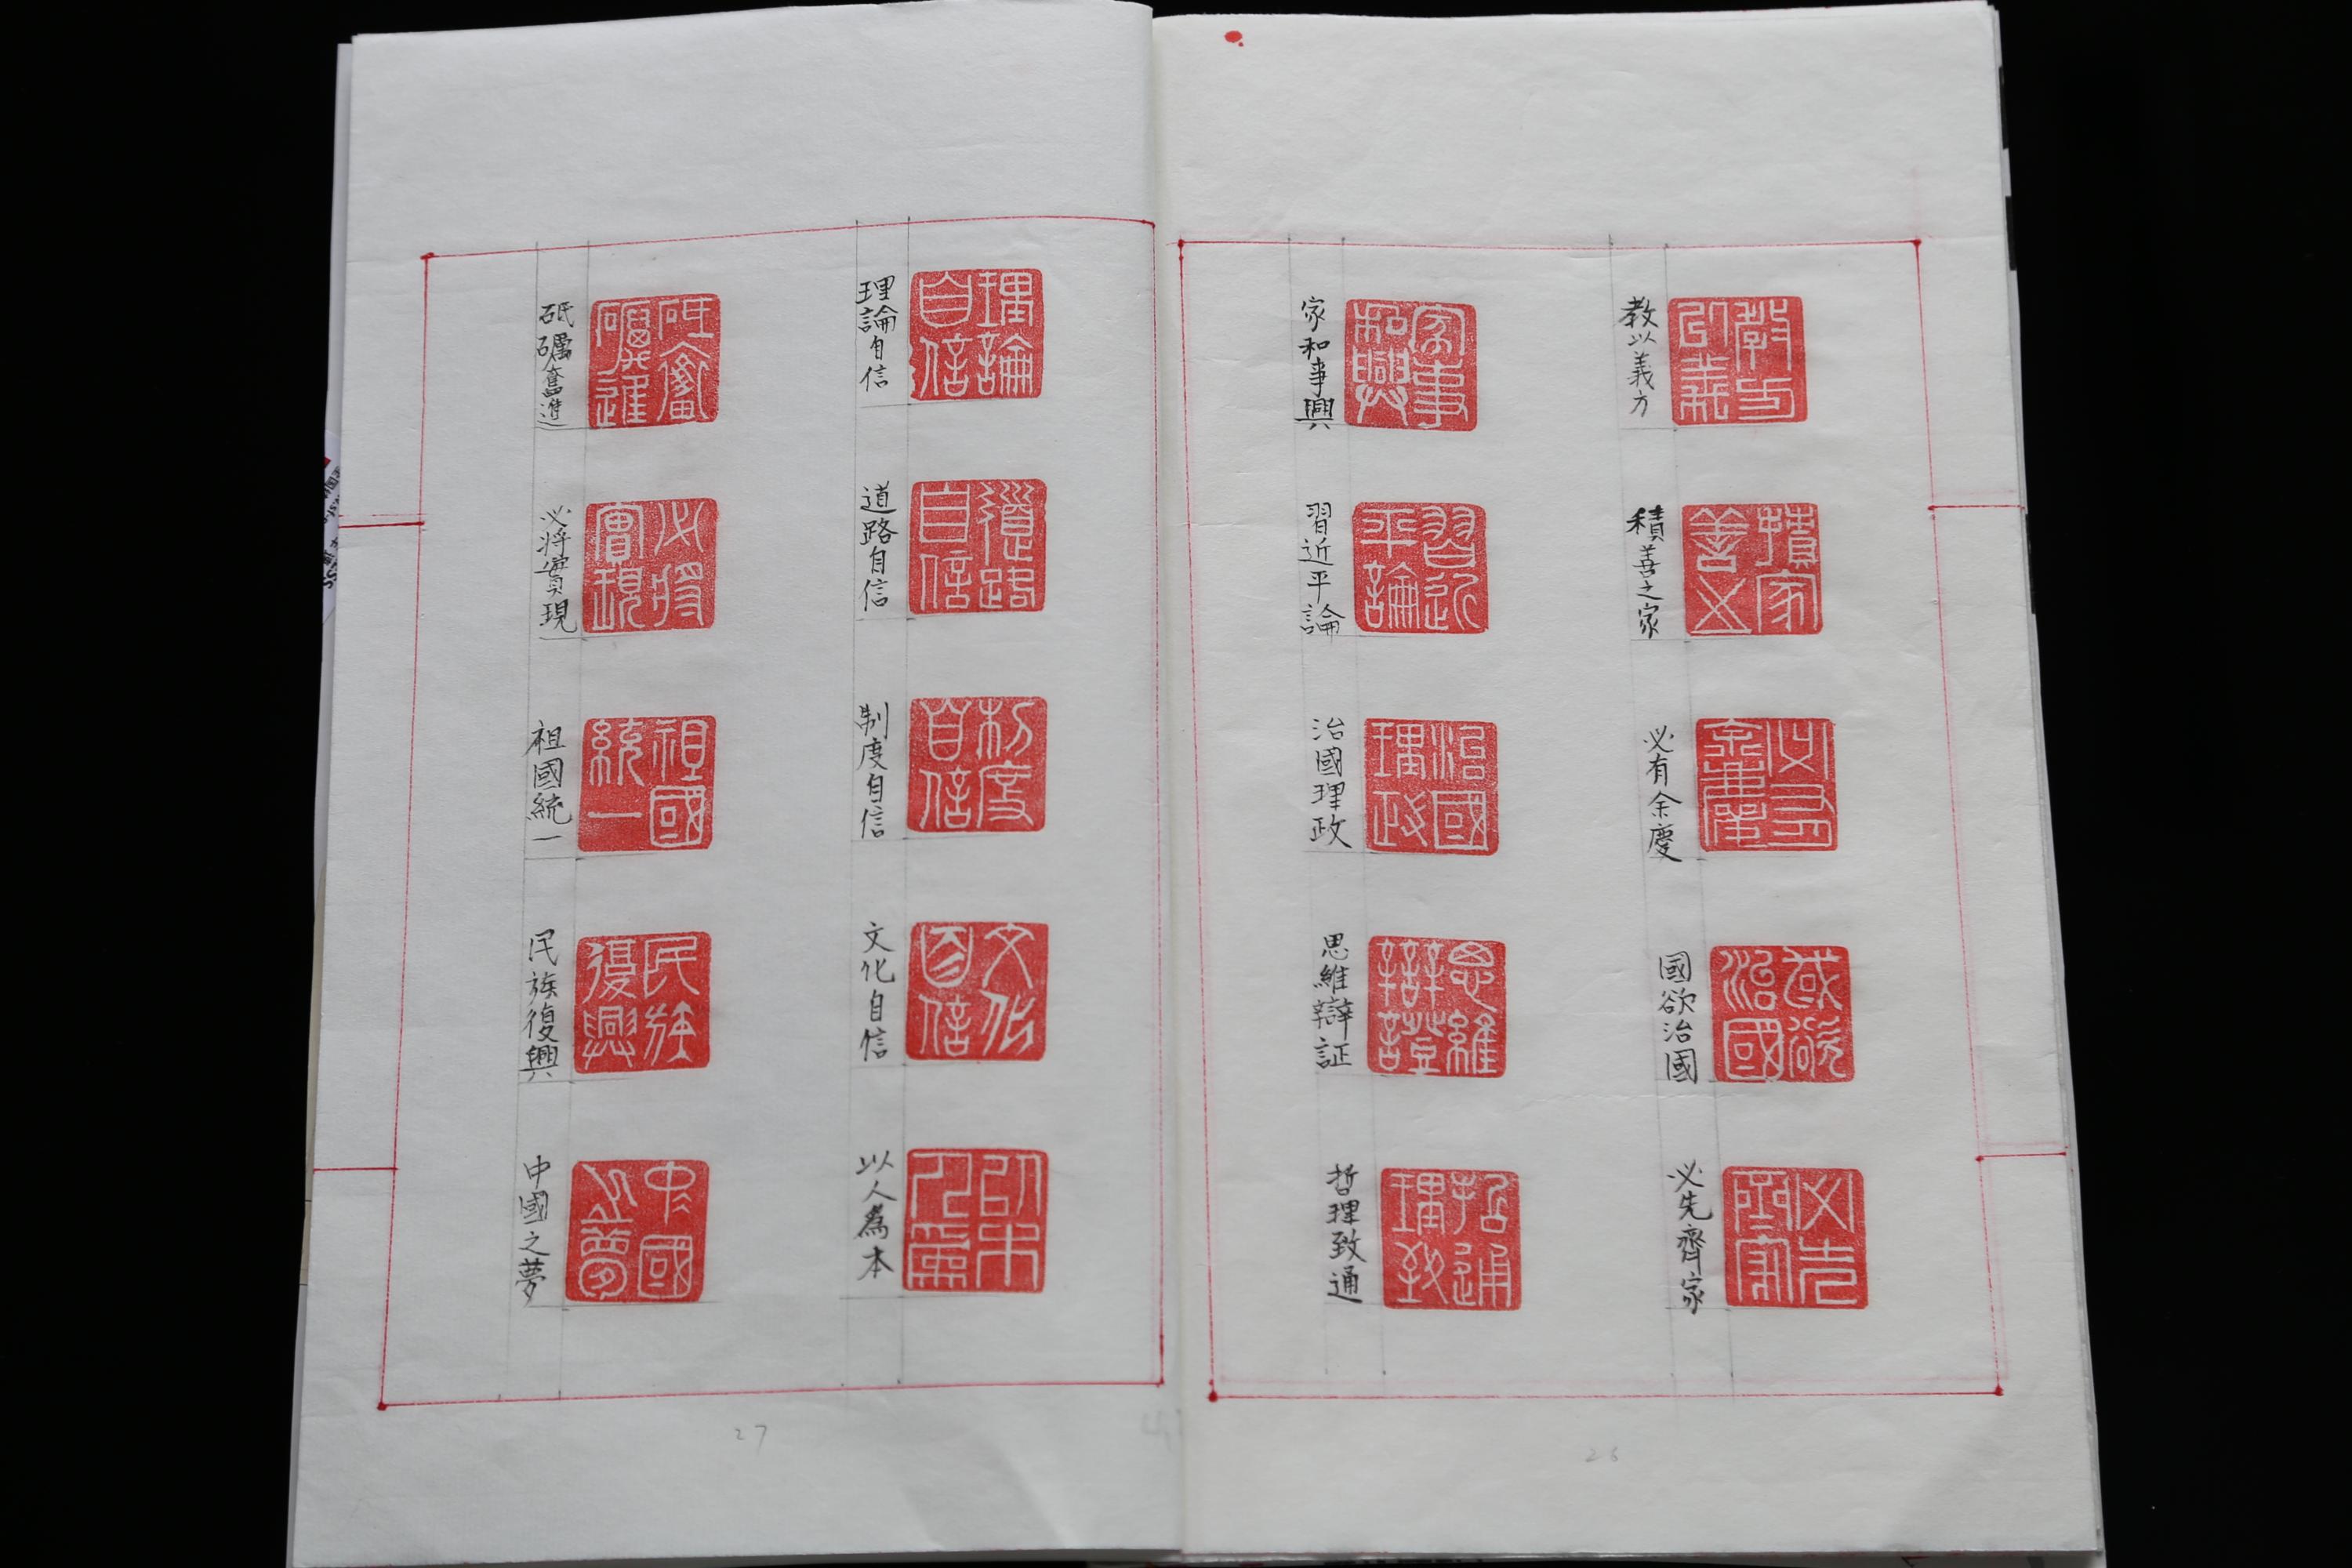 教以義方
積善之家
必有余慶
國欲治國
必先齊家
家和事興
習近平論
治國理政
思維辯証
哲理致通
26
理論自信
道路自信
制度自信
文化自信
以人為本
砥礪奮進
必將實現
祖國統一
民族復興
中國之夢
27